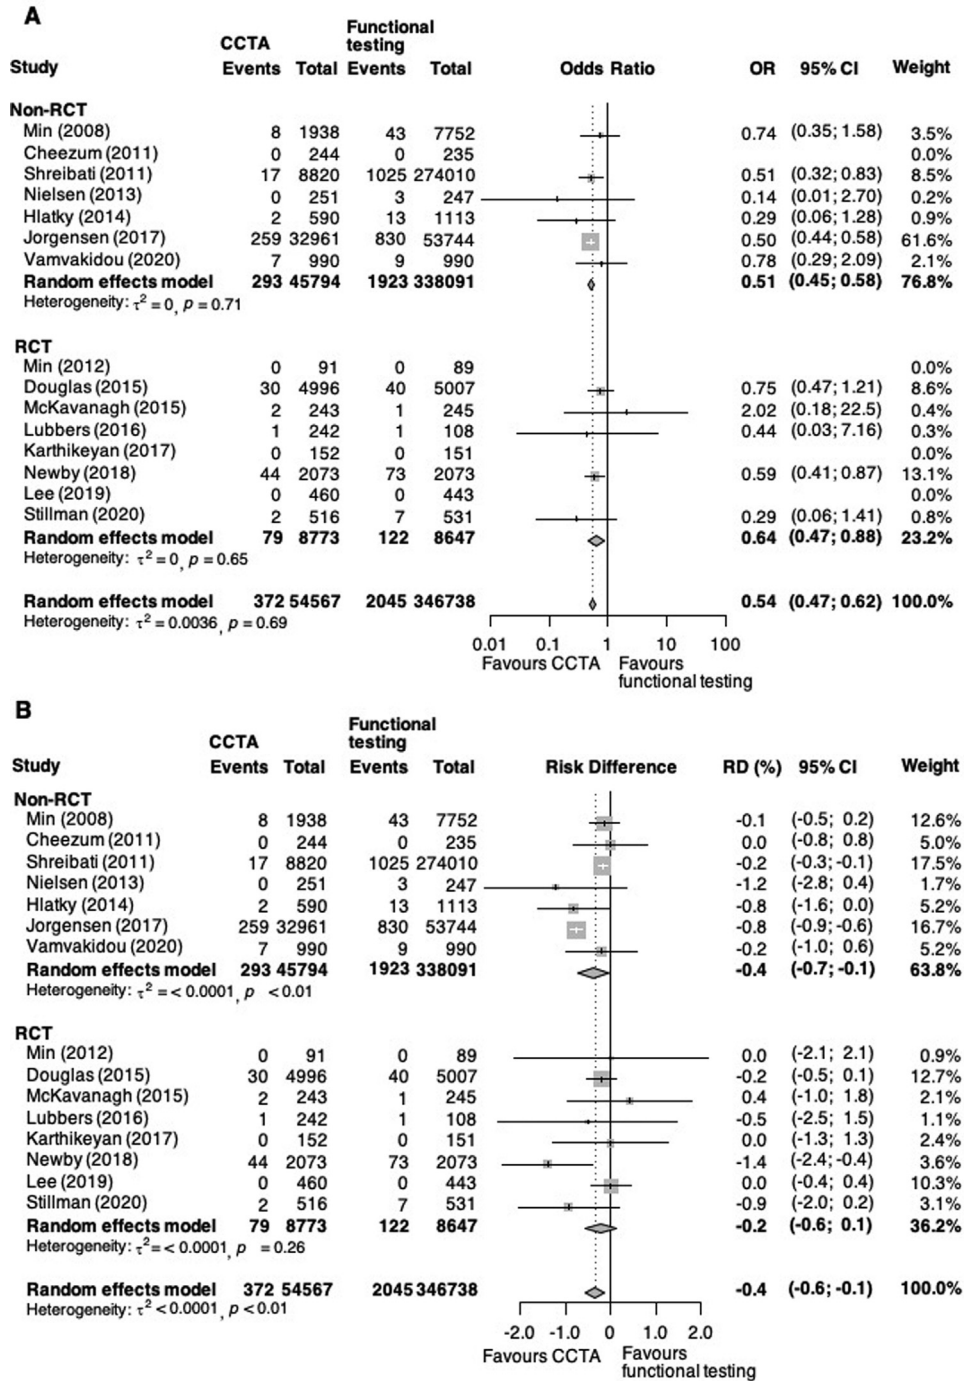 A
CCTA Functional testing
Study Events Total Events Total Odds Ratio OR 95% CI Weight
Non-RCT
Min (2008) 8 1938 43 7752 0.74 (0.35; 1.58) 3.5%
Cheezum (2011) 0 244 0 235 0.0%
Shreibati (2011) 17 8820 1025 274010 0.51 (0.32; 0.83) 8.5%
Nielsen (2013) 0 251 3 247 0.14 (0.01; 2.70) 0.2%
Hlatky (2014) 2 590 13 1113 0.29 (0.06; 1.28) 0.9%
Jorgensen (2017) 259 32961 830 53744 0.50 (0.44; 0.58) 61.6%
Vamvakidou (2020) 7 990 9 990 0.78 (0.29; 2.09) 2.1%
Random effects model 293 45794 1923 338091 0.51 (0.45; 0.58) 76.8%
Heterogeneity: τ² = 0, p = 0.71
RCT
Min (2012) 0 91 0 89 0.0%
Douglas (2015) 30 4996 40 5007 0.75 (0.47; 1.21) 8.6%
McKavanagh (2015) 2 243 1 245 2.02 (0.18; 22.5) 0.4%
Lubbers (2016) 1 242 1 108 0.44 (0.03; 7.16) 0.3%
Karthikeyan (2017) 0 152 0 151 0.0%
Newby (2018) 44 2073 73 2073 0.59 (0.41; 0.87) 13.1%
Lee (2019) 0 460 0 443 0.0%
Stillman (2020) 2 516 7 531 0.29 (0.06; 1.41) 0.8%
Random effects model 79 8773 122 8647 0.64 (0.47; 0.88) 23.2%
Heterogeneity: τ² = 0, p = 0.65
Random effects model 372 54567 2045 346738 0.54 (0.47; 0.62) 100.0%
Heterogeneity: τ² = 0.0036, p = 0.69
0.01 0.1 1 10 100
Favours CCTA Favours
functional testing
B
CCTA Functional testing
Study Events Total Events Total Risk Difference RD (%) 95% CI Weight
Non-RCT
Min (2008) 8 1938 43 7752 -0.1 (-0.5; 0.2) 12.6%
Cheezum (2011) 0 244 0 235 0.0 (-0.8; 0.8) 5.0%
Shreibati (2011) 17 8820 1025 274010 -0.2 (-0.3; -0.1) 17.5%
Nielsen (2013) 0 251 3 247 -1.2 (-2.8; 0.4) 1.7%
Hlatky (2014) 2 590 13 1113 -0.8 (-1.6; 0.0) 5.2%
Jorgensen (2017) 259 32961 830 53744 -0.8 (-0.9; -0.6) 16.7%
Vamvakidou (2020) 7 990 9 990 -0.2 (-1.0; 0.6) 5.2%
Random effects model 293 45794 1923 338091 -0.4 (-0.7; -0.1) 63.8%
Heterogeneity: τ² = < 0.0001, p < 0.01
RCT
Min (2012) 0 91 0 89 0.0 (-2.1; 2.1) 0.9%
Douglas (2015) 30 4996 40 5007 -0.2 (-0.5; 0.1) 12.7%
McKavanagh (2015) 2 243 1 245 0.4 (-1.0; 1.8) 2.1%
Lubbers (2016) 1 242 1 108 -0.5 (-2.5; 1.5) 1.1%
Karthikeyan (2017) 0 152 0 151 0.0 (-1.3; 1.3) 2.4%
Newby (2018) 44 2073 73 2073 -1.4 (-2.4; -0.4) 3.6%
Lee (2019) 0 460 0 443 0.0 (-0.4; 0.4) 10.3%
Stillman (2020) 2 516 7 531 -0.9 (-2.0; 0.2) 3.1%
Random effects model 79 8773 122 8647 -0.2 (-0.6; 0.1) 36.2%
Heterogeneity: τ² = < 0.0001, p = 0.26
Random effects model 372 54567 2045 346738 -0.4 (-0.6; -0.1) 100.0%
Heterogeneity: τ² < 0.0001, p < 0.01
-2.0 -1.0 0 1.0 2.0
Favours CCTA Favours
functional testing